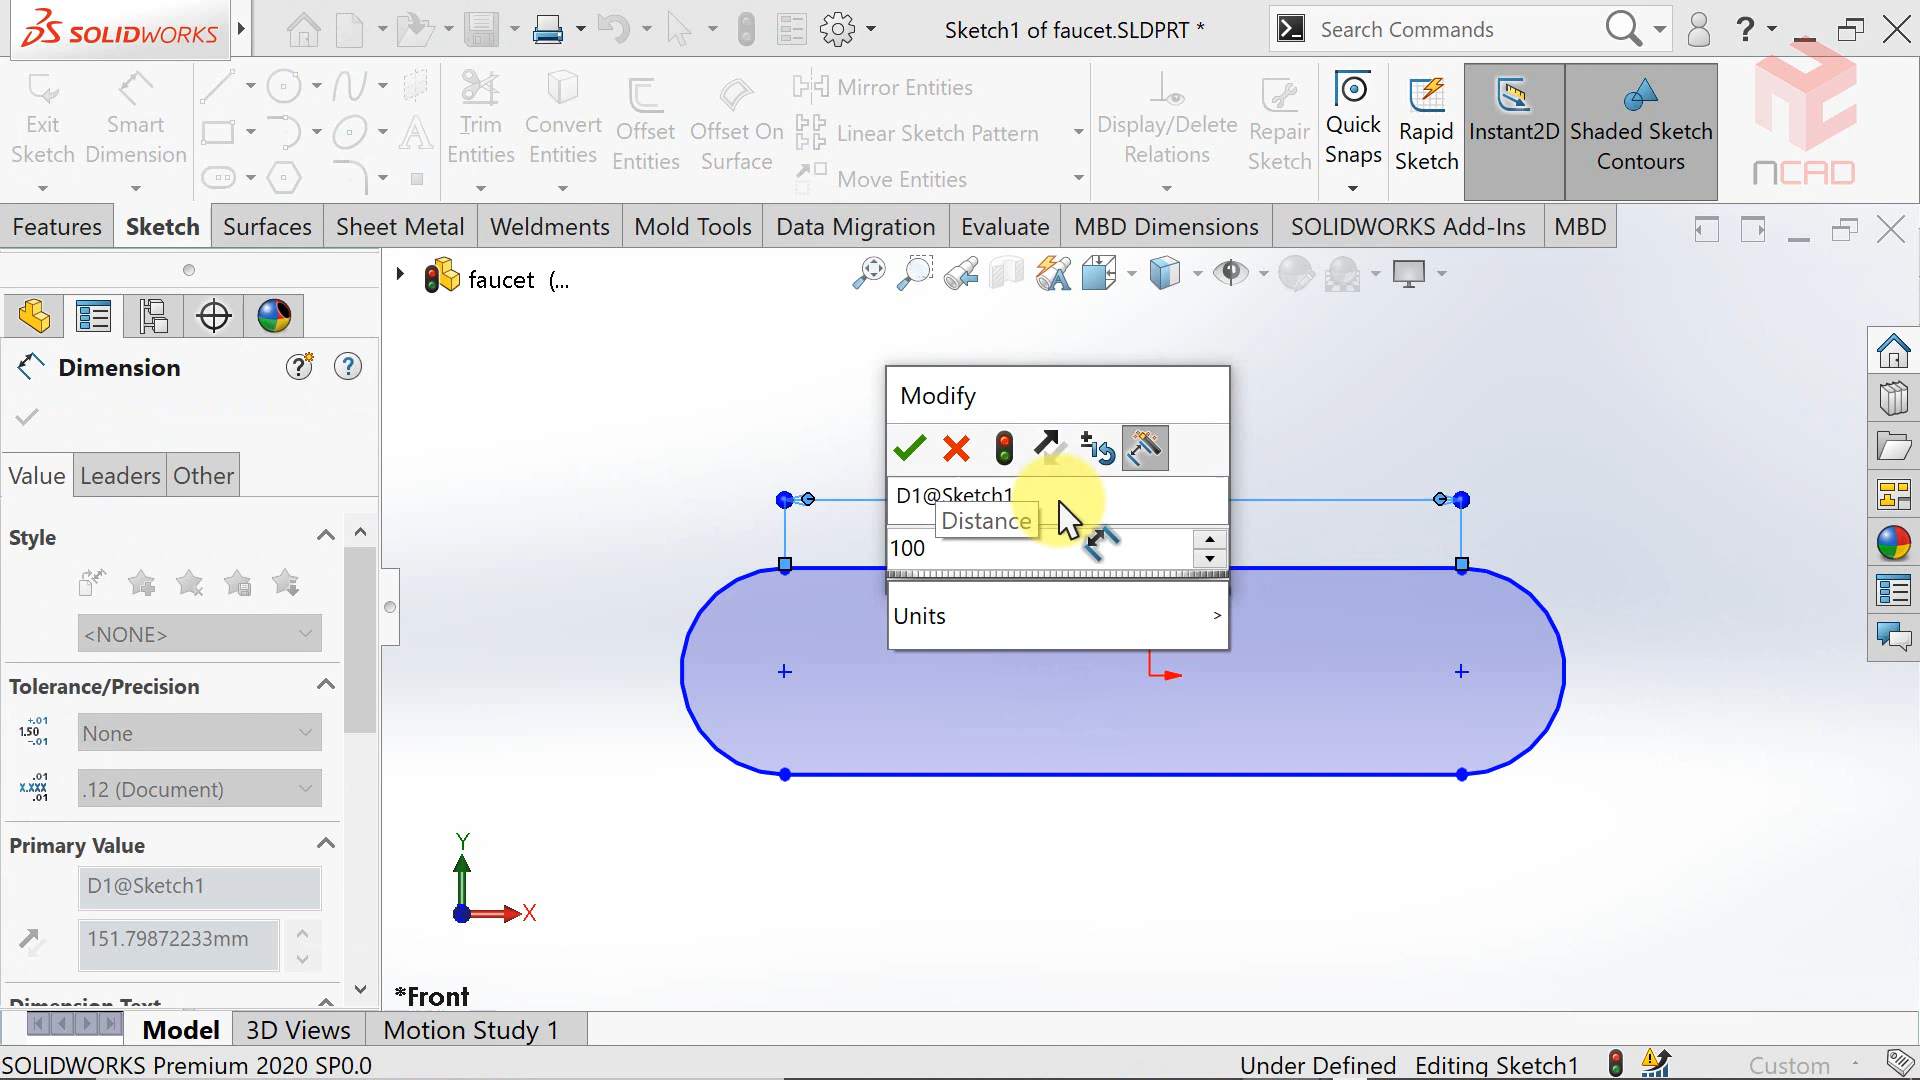 SOLIDWORKS
Sketch1 of faucet.SLDPRT *
Search Commands
?
Exit Sketch
Smart Dimension
Trim Entities
Convert Entities
Offset Entities
Offset On Surface
Mirror Entities
Linear Sketch Pattern
Move Entities
Display/Delete Relations
Repair Sketch
Quick Snaps
Rapid Sketch
Instant2D
Shaded Sketch Contours
NCAD
Features
Sketch
Surfaces
Sheet Metal
Weldments
Mold Tools
Data Migration
Evaluate
MBD Dimensions
SOLIDWORKS Add-Ins
MBD
faucet (...
Dimension
Value
Leaders
Other
Style
<NONE>
Tolerance/Precision
None
.12 (Document)
Primary Value
D1@Sketch1
151.79872233mm
Modify
D1@Sketch1
Distance
100
Units
>
Y
X
*Front
Model
3D Views
Motion Study 1
SOLIDWORKS Premium 2020 SP0.0
Under Defined
Editing Sketch1
Custom